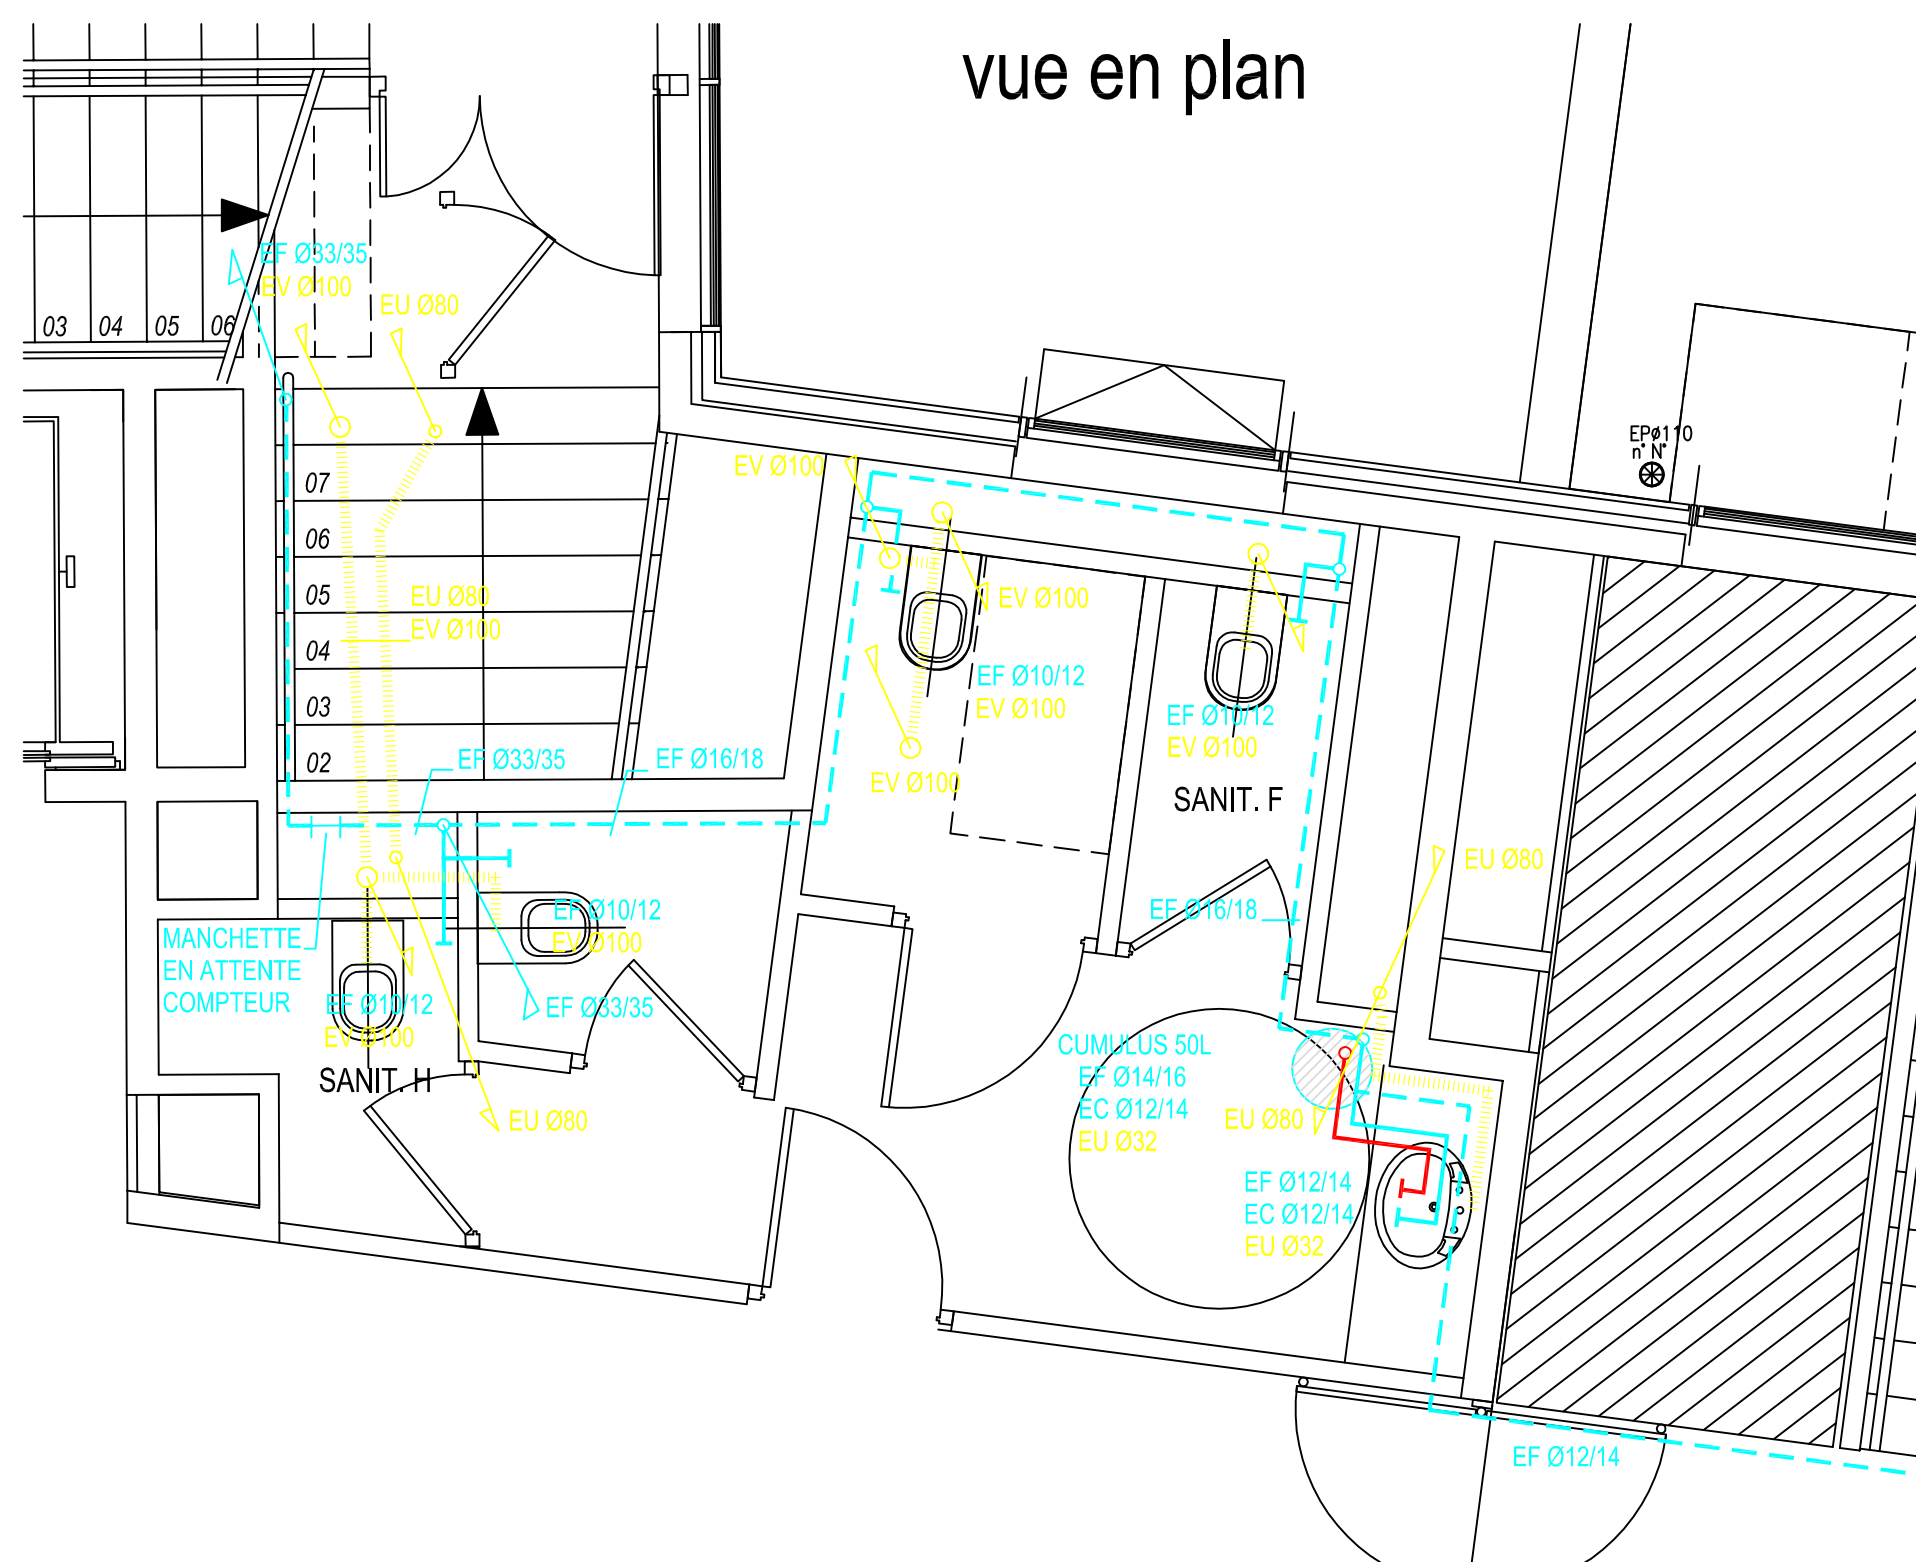 vue en plan
EF Ø33/35
EV Ø100
EU Ø80
03
04
05
06
EPø110
n° N°
EV Ø100
07
06
05
04
03
02
EU Ø80
EV Ø100
EV Ø100
EF Ø10/12
EV Ø100
EF Ø10/12
EV Ø100
EF Ø33/35
EF Ø16/18
EV Ø100
SANIT. F
EU Ø80
EF Ø10/12
EV Ø100
EF Ø16/18
MANCHETTE
EN ATTENTE
COMPTEUR
EF Ø10/12
EV Ø100
EF Ø33/35
SANIT. H
EU Ø80
CUMULUS 50L
EF Ø14/16
EC Ø12/14
EU Ø32
EU Ø80
EF Ø12/14
EC Ø12/14
EU Ø32
EF Ø12/14